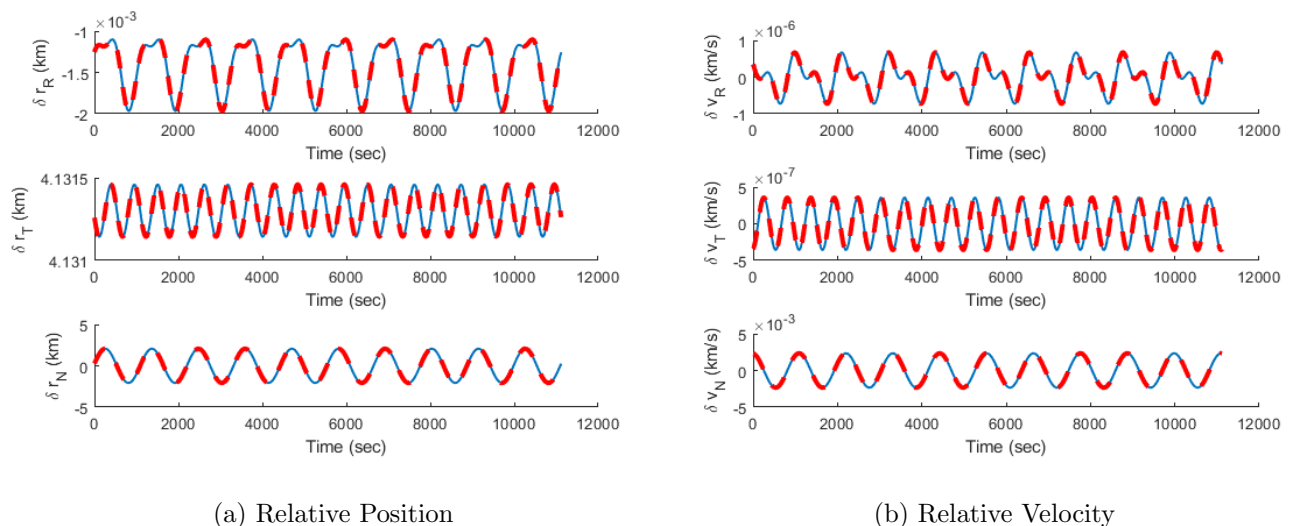 ×10⁻³
-1
-1.5
-2
δ r_R (km)
0 2000 4000 6000 8000 10000 12000
Time (sec)
4.1315
4.131
δ r_T (km)
0 2000 4000 6000 8000 10000 12000
Time (sec)
5
0
-5
δ r_N (km)
0 2000 4000 6000 8000 10000 12000
Time (sec)
(a) Relative Position
×10⁻⁶
1
0
-1
δ v_R (km/s)
0 2000 4000 6000 8000 10000 12000
Time (sec)
×10⁻⁷
5
0
-5
δ v_T (km/s)
0 2000 4000 6000 8000 10000 12000
Time (sec)
×10⁻³
5
0
-5
δ v_N (km/s)
0 2000 4000 6000 8000 10000 12000
Time (sec)
(b) Relative Velocity